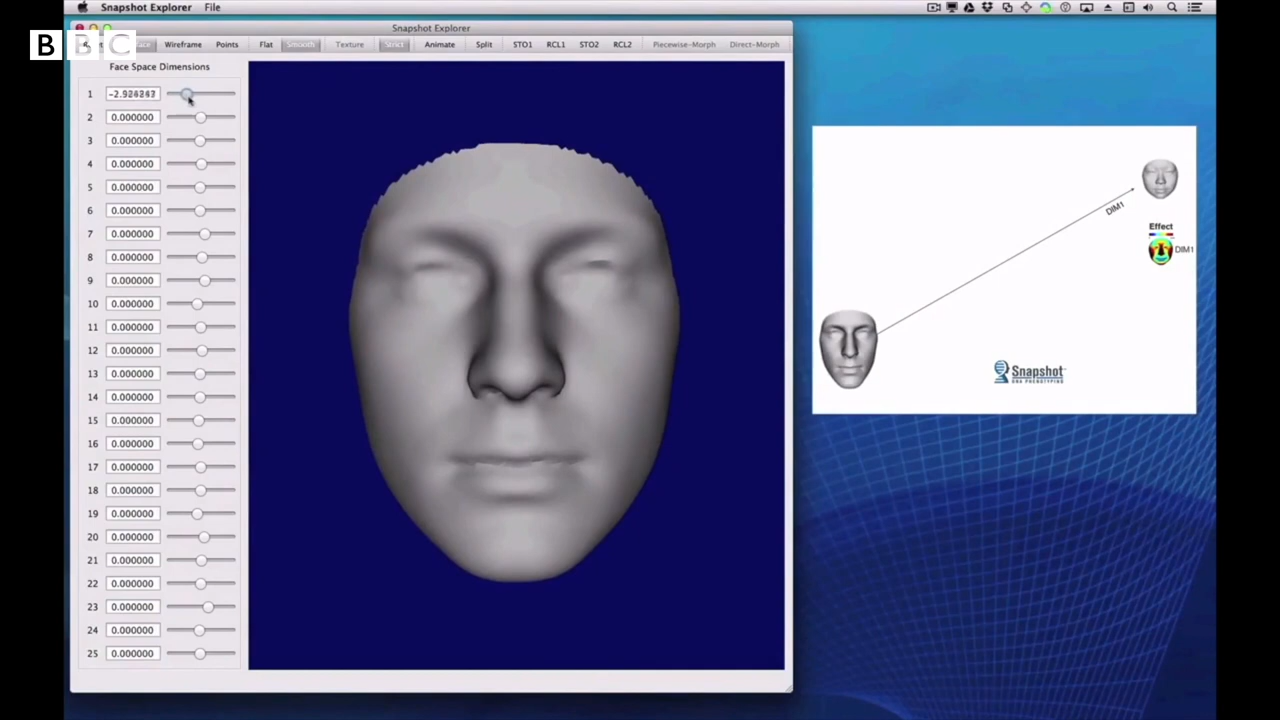 Snapshot Explorer File
Snapshot Explorer
BBC
Wireframe Points Flat Smooth Texture Strict Animate Split STO1 RCL1 STO2 RCL2 Piecewise-Morph Direct-Morph
Face Space Dimensions
1
2 0.000000
3 0.000000
4 0.000000
5 0.000000
6 0.000000
7 0.000000
8 0.000000
9 0.000000
10 0.000000
11 0.000000
12 0.000000
13 0.000000
14 0.000000
15 0.000000
16 0.000000
17 0.000000
18 0.000000
19 0.000000
20 0.000000
21 0.000000
22 0.000000
23 0.000000
24 0.000000
25 0.000000
DIM1
Effect
DIM1
Snapshot
DNA PHENOTYPING